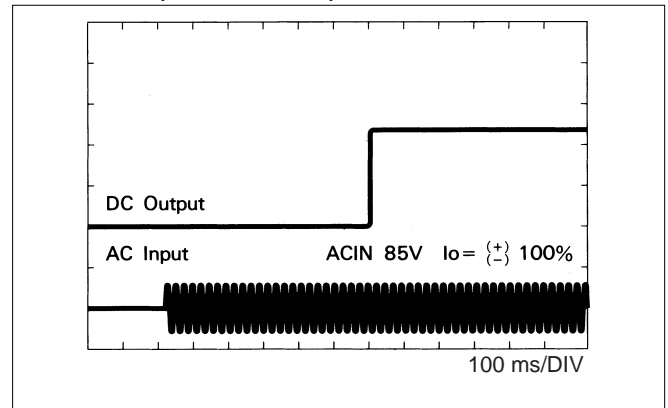 DC Output
AC Input ACIN 85V Io= (+) (−) 100%
100 ms/DIV